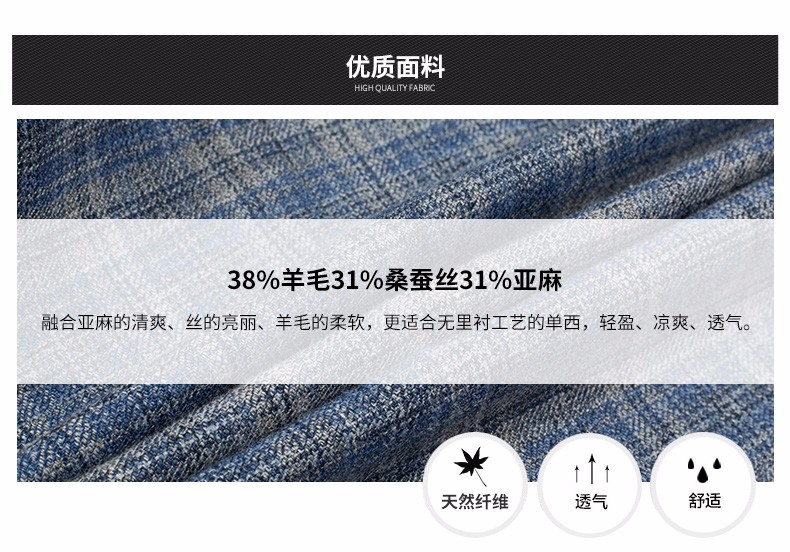 优质面料
HIGH QUALITY FABRIC
38%羊毛31%桑蚕丝31%亚麻
融合亚麻的清爽、丝的亮丽、羊毛的柔软，更适合无里衬工艺的单西，轻盈、凉爽、透气。
天然纤维
透气
舒适